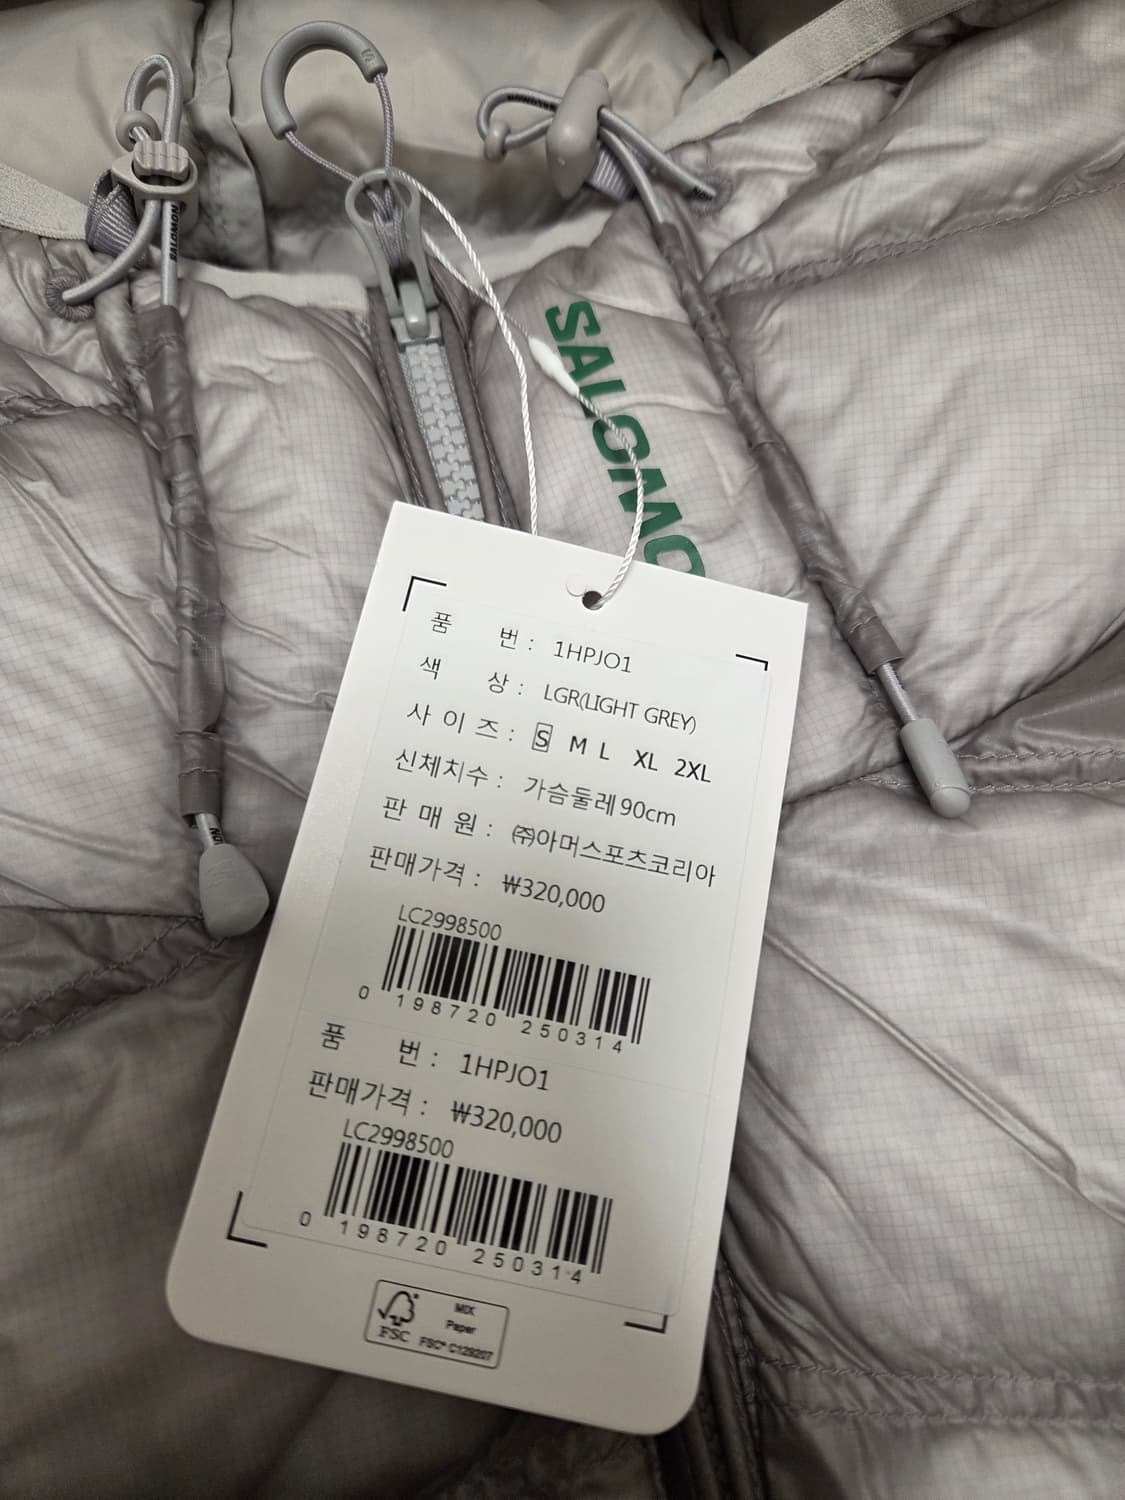 SALOMON
SALOMO
품 번 : 1HPJO1
색 상 : LGR(LIGHT GREY)
사 이 즈 : S M L XL 2XL
신체치수 : 가슴둘레 90cm
판 매 원 : ㈜아머스포츠코리아
판매가격 : ₩320,000
LC2998500
0 198720 250314
품 번 : 1HPJO1
판매가격 : ₩320,000
LC2998500
0 198720 250314
FSC
MIX
Paper
FSC® C129207